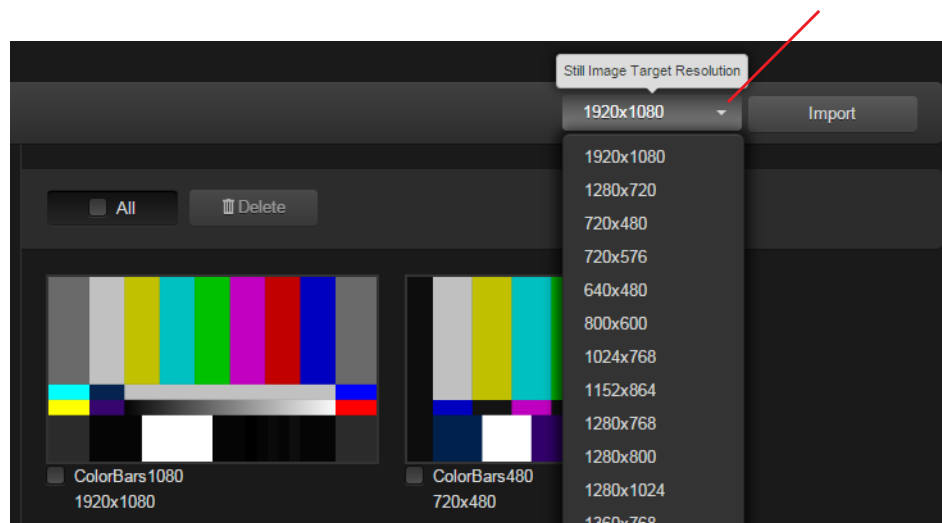 Still Image Target Resolution
1920x1080
Import
1920x1080
1280x720
720x480
720x576
640x480
800x600
1024x768
1152x864
1280x768
1280x800
1280x1024
1360x768
All
Delete
ColorBars1080
1920x1080
ColorBars480
720x480